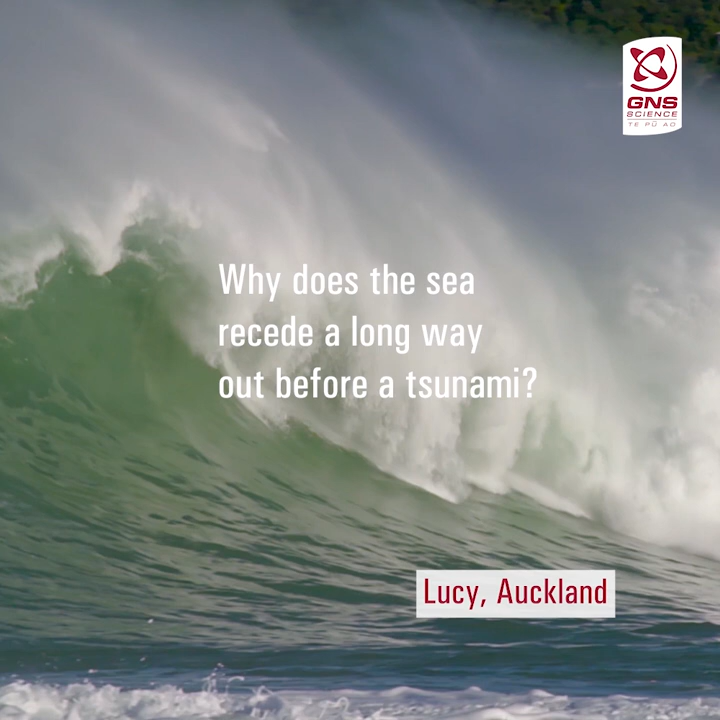 GNS
SCIENCE
TE PŪ AO
Why does the sea
recede a long way
out before a tsunami?
Lucy, Auckland